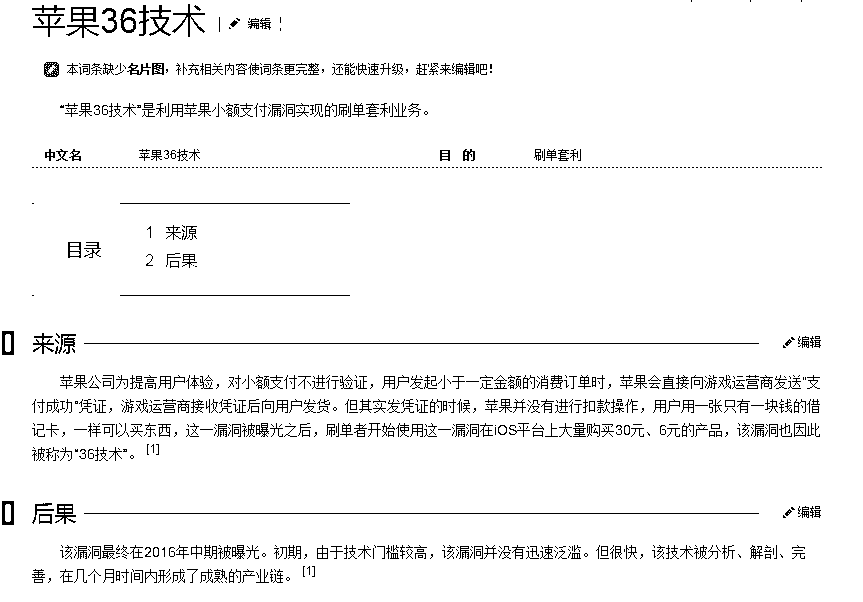 苹果36技术 编辑
本词条缺少名片图，补充相关内容使词条更完整，还能快速升级，赶紧来编辑吧！
“苹果36技术”是利用苹果小额支付漏洞实现的刷单套利业务。
中文名 苹果36技术 目 的 刷单套利
目录
1 来源
2 后果
来源 编辑
苹果公司为提高用户体验，对小额支付不进行验证，用户发起小于一定金额的消费订单时，苹果会直接向游戏运营商发送“支
付成功”凭证，游戏运营商接收凭证后向用户发货。但其实发凭证的时候，苹果并没有进行扣款操作，用户用一张只有一块钱的借
记卡，一样可以买东西，这一漏洞被曝光之后，刷单者开始使用这一漏洞在iOS平台上大量购买30元、6元的产品，该漏洞也因此
被称为“36技术”。 [1]
后果 编辑
该漏洞最终在2016年中期被曝光。初期，由于技术门槛较高，该漏洞并没有迅速泛滥。但很快，该技术被分析、解剖、完
善，在几个月时间内形成了成熟的产业链。 [1]